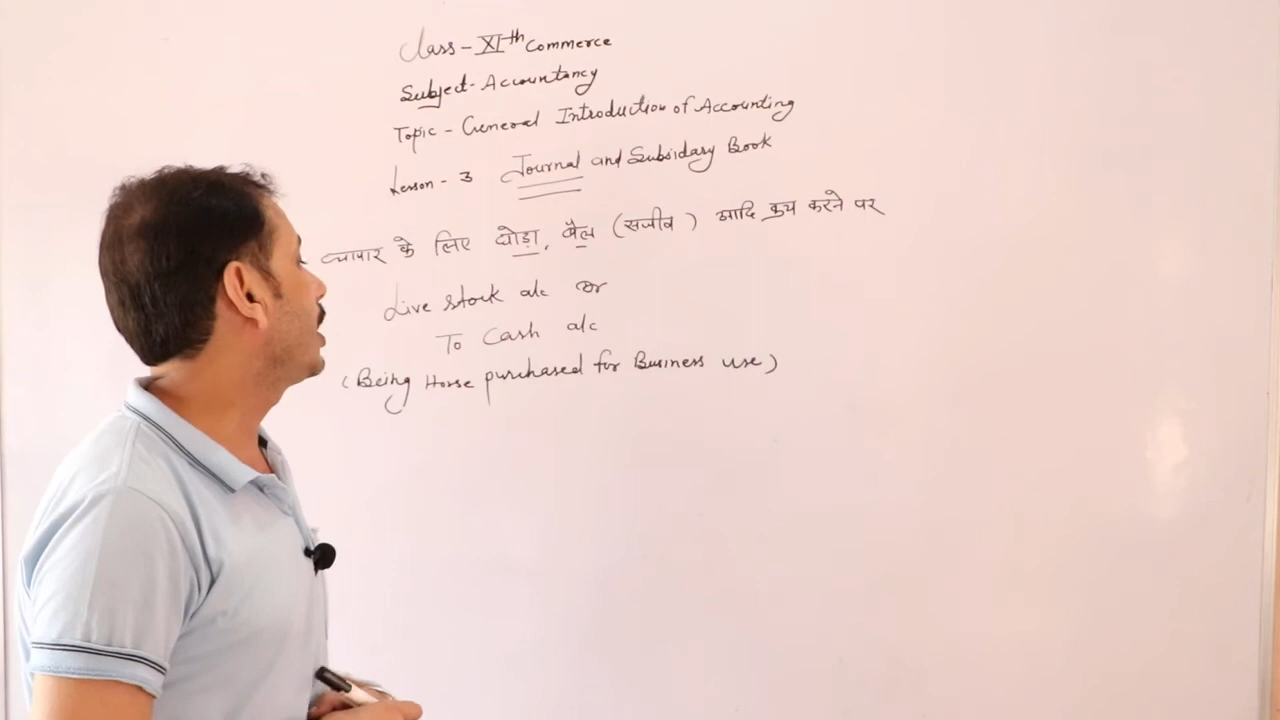 Class - XIth Commerce
Subject - Accountancy
Topic - General Introduction of Accounting
Lesson - 3 Journal and Subsidary Book
व्यापार के लिए घोड़ा, बैल (सजीव) आदि क्रय करने पर
Live stock a/c Dr
To Cash a/c
(Being Horse purchased for Business use)